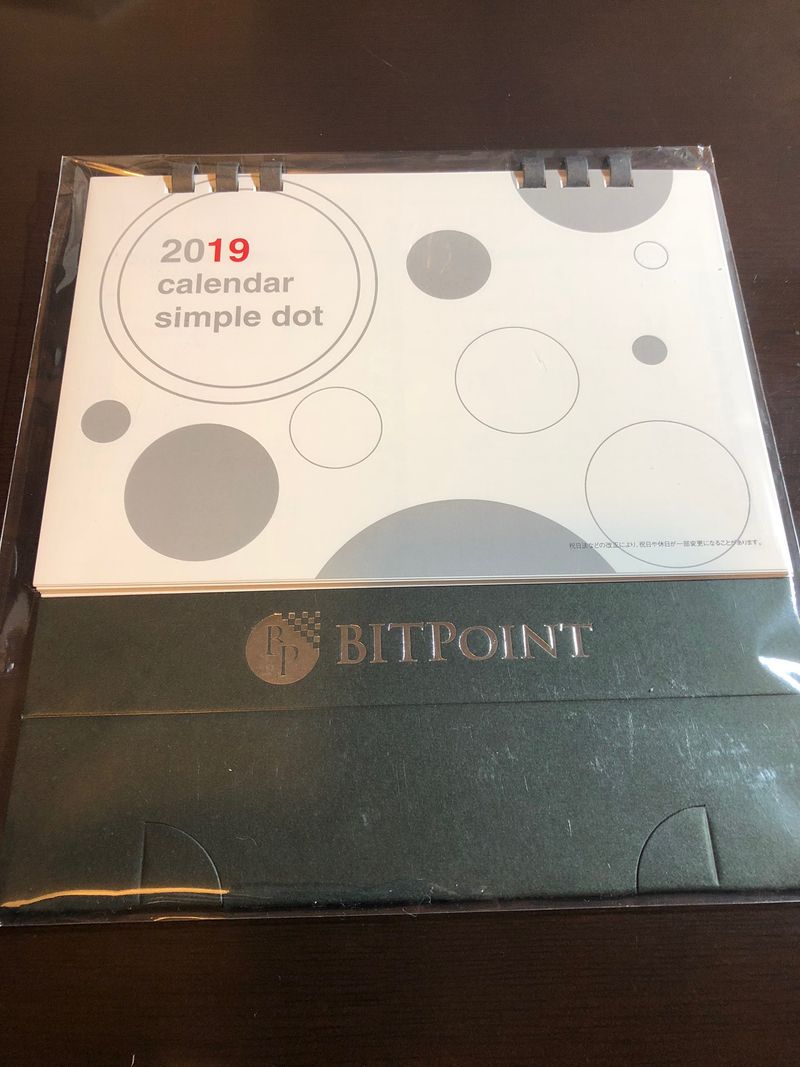 2019
calendar
simple dot
祝日法などの改正により、祝日や休日が一部変更になることがあります。
BP
BITPOINT